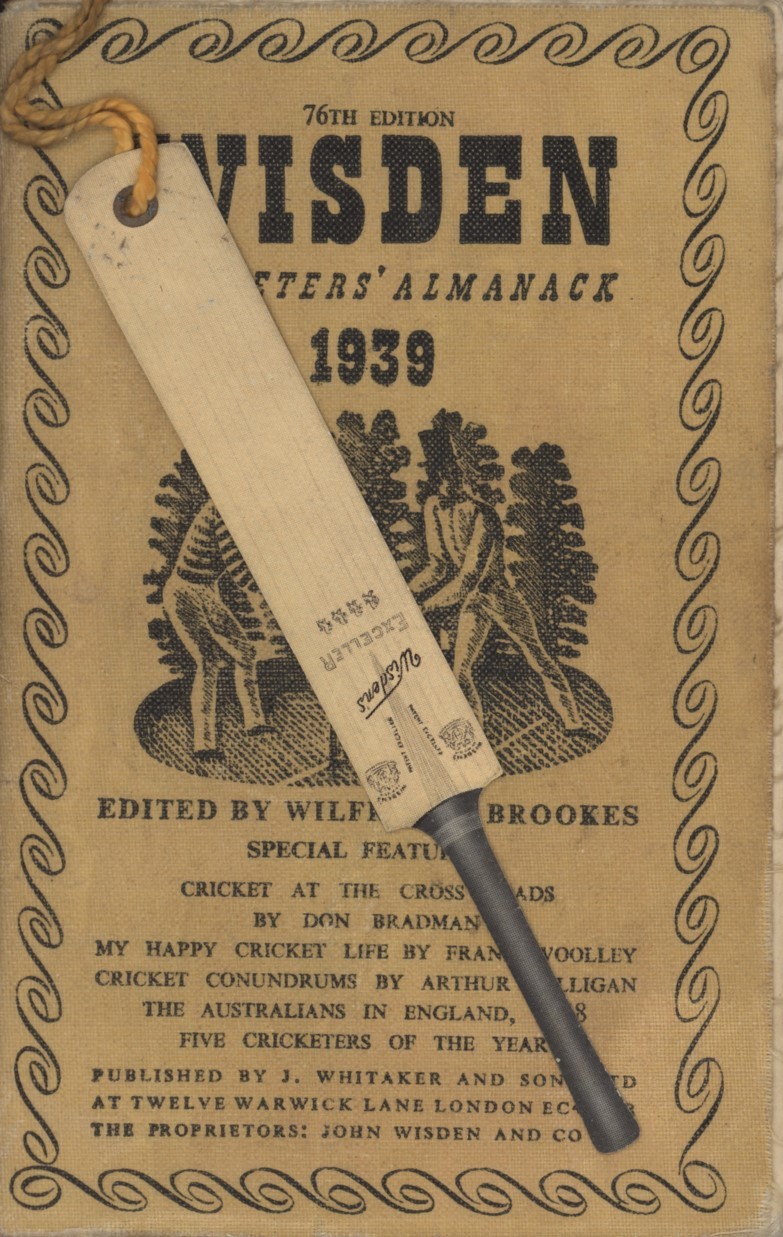 76TH EDITION
WISDEN
ETERS' ALMANACK
1939
EXCELLER
Wisden's
EDITED BY WILF BROOKES
SPECIAL FEATU
CRICKET AT THE CROSS ADS
BY DON BRADMAN
MY HAPPY CRICKET LIFE BY FRAN WOOLLEY
CRICKET CONUNDRUMS BY ARTHUR LLIGAN
THE AUSTRALIANS IN ENGLAND, 8
FIVE CRICKETERS OF THE YEAR
PUBLISHED BY J. WHITAKER AND SON TD
AT TWELVE WARWICK LANE LONDON EC4
THE PROPRIETORS: JOHN WISDEN AND CO